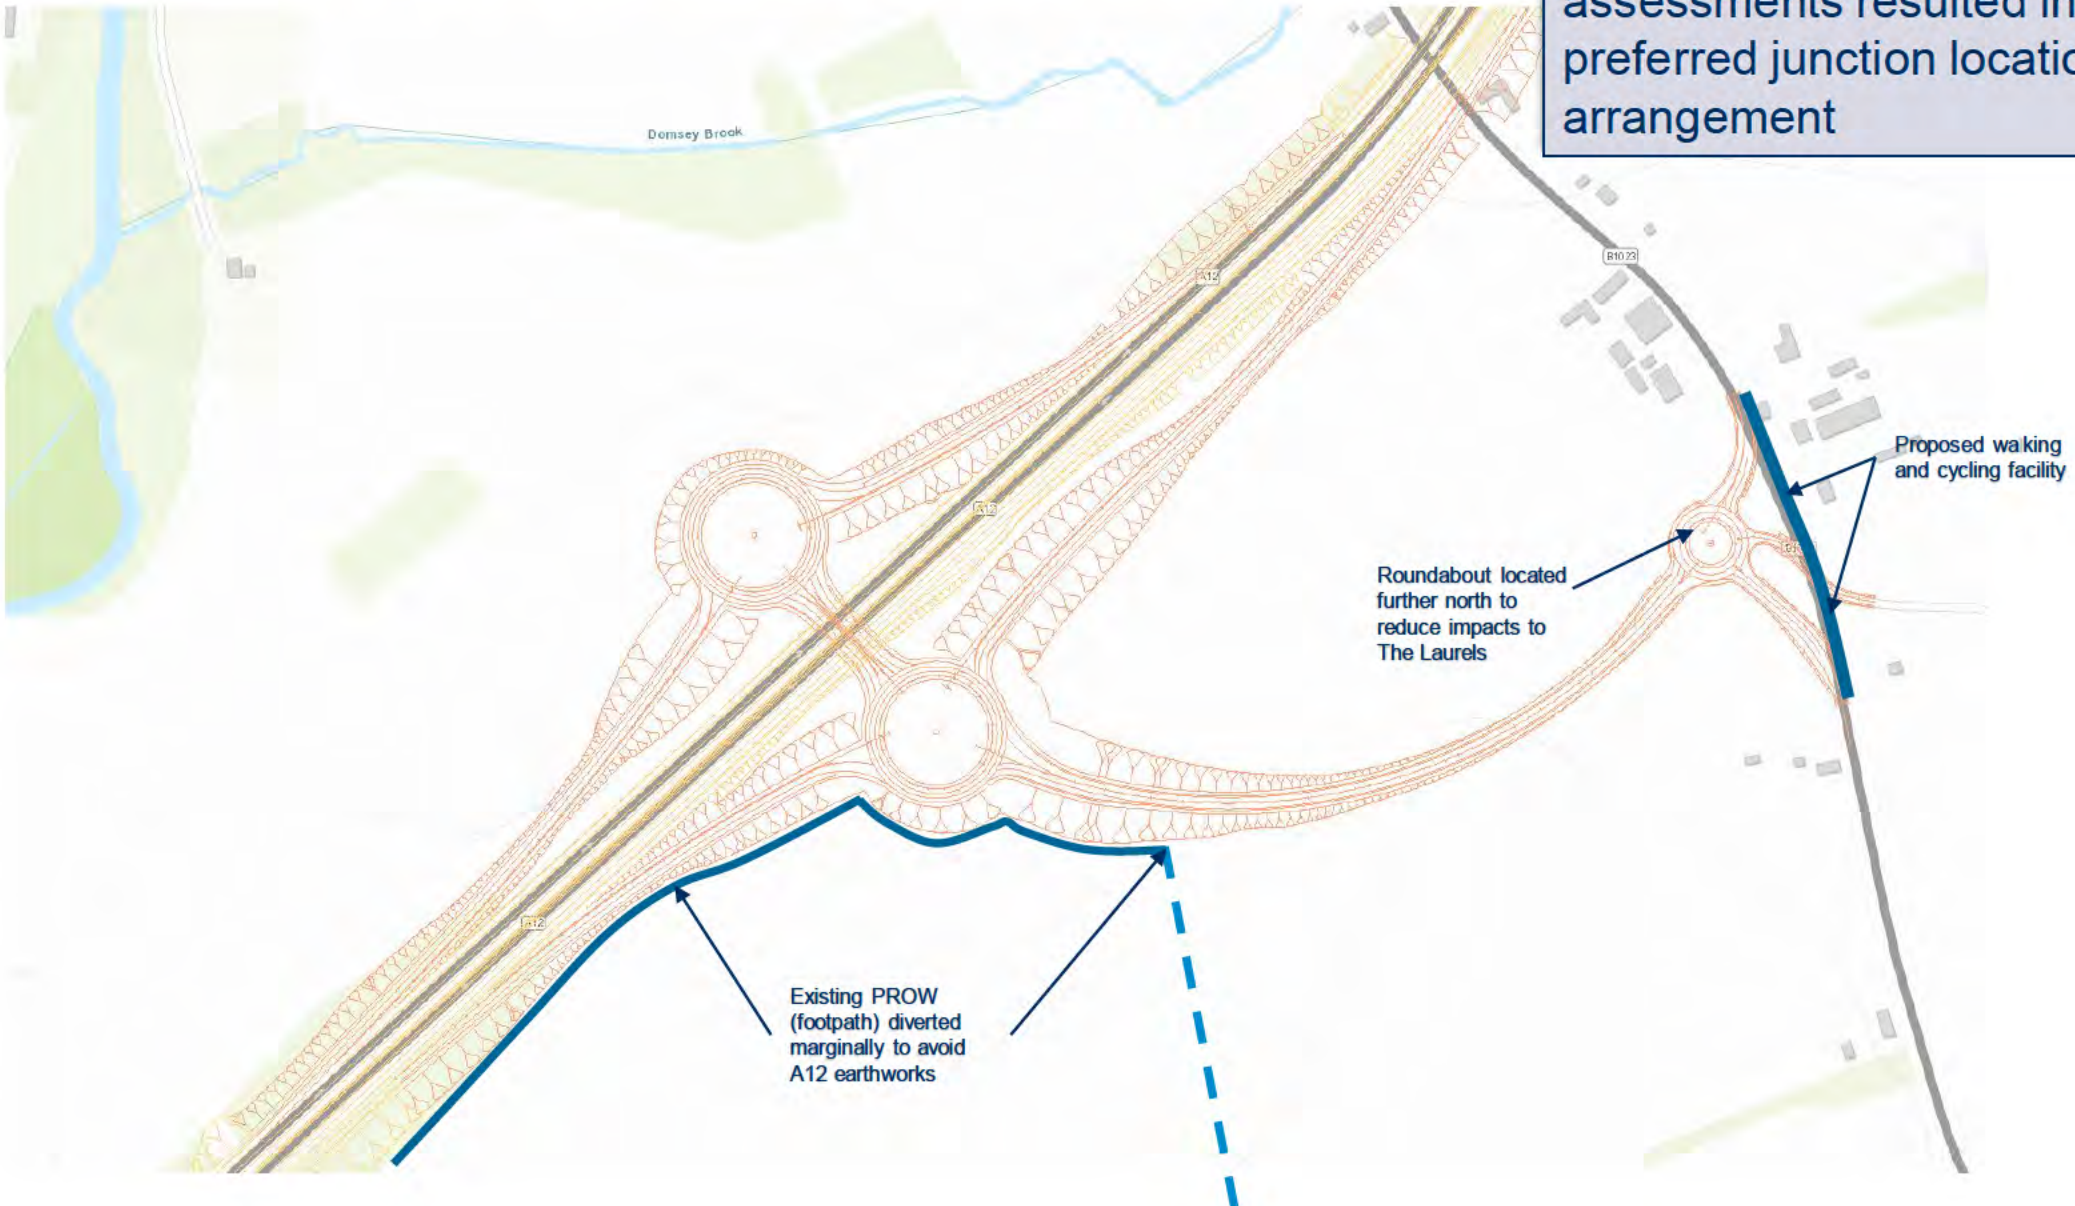 assessments resulted in
preferred junction locatio
arrangement
Domsey Brook
B1023
A12
A12
A12
Proposed walking
and cycling facility
Roundabout located
further north to
reduce impacts to
The Laurels
Existing PROW
(footpath) diverted
marginally to avoid
A12 earthworks